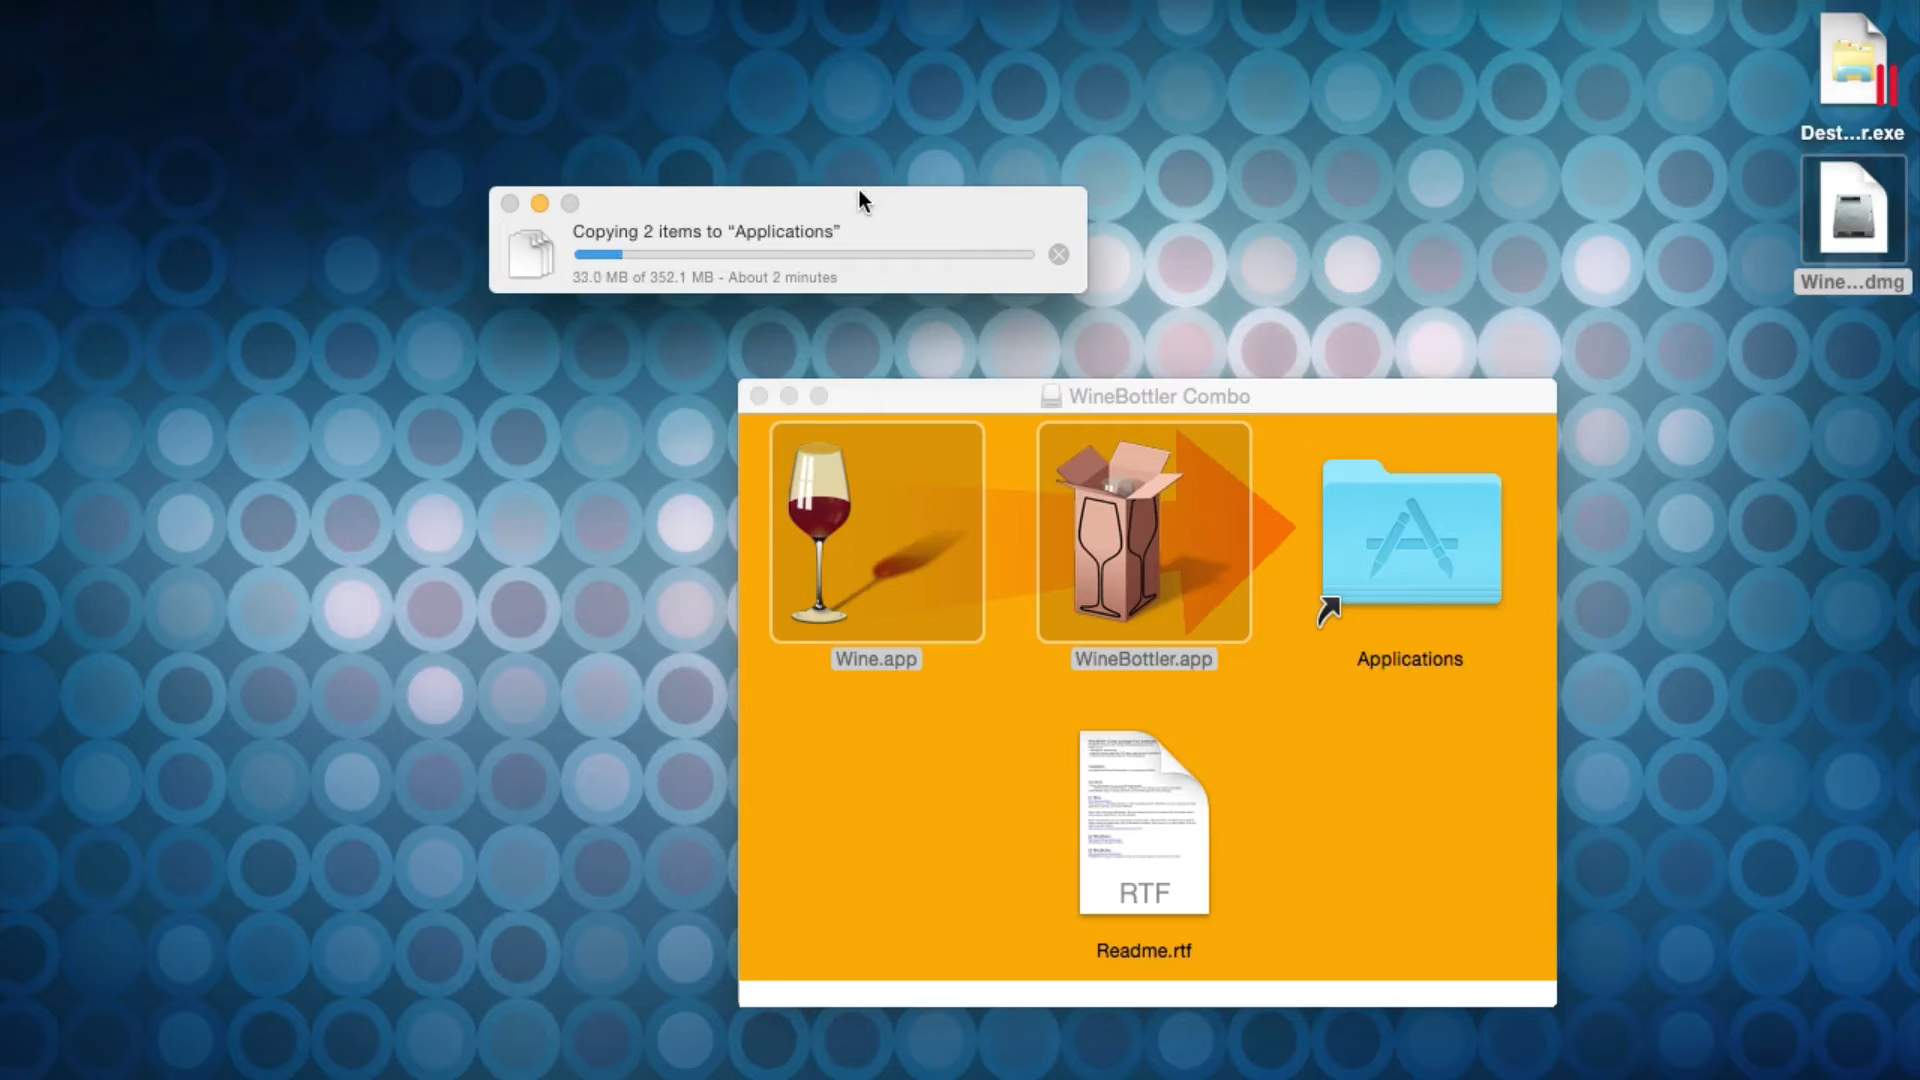 Dest...r.exe
Wine...dmg
Copying 2 items to “Applications”
33.0 MB of 352.1 MB - About 2 minutes
WineBottler Combo
Wine.app
WineBottler.app
Applications
RTF
Readme.rtf